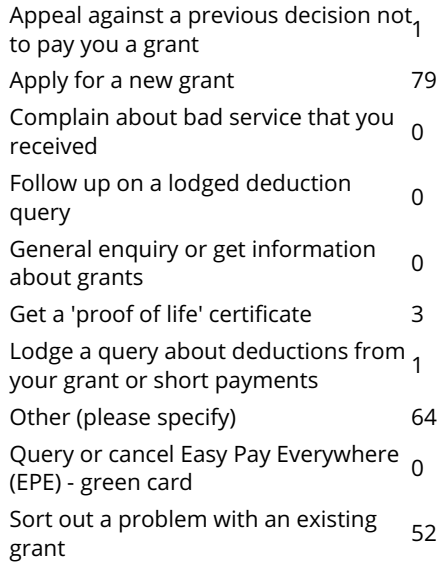 Appeal against a previous decision not
to pay you a grant 1
Apply for a new grant 79
Complain about bad service that you
received 0
Follow up on a lodged deduction
query 0
General enquiry or get information
about grants 0
Get a 'proof of life' certificate 3
Lodge a query about deductions from
your grant or short payments 1
Other (please specify) 64
Query or cancel Easy Pay Everywhere
(EPE) - green card 0
Sort out a problem with an existing
grant 52